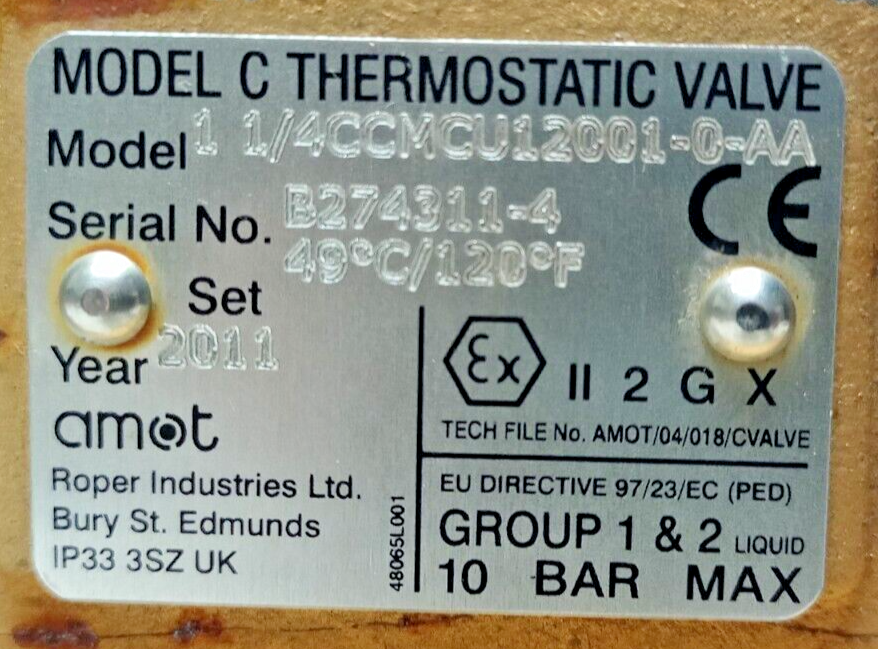 MODEL C THERMOSTATIC VALVE
Model 1 1/4CCMCU12001-0-AA
Serial No. B274311-4
CE
Set 49°C/120°F
Year 2011
Ex II 2 G X
TECH FILE No. AMOT/04/018/CVALVE
amot
Roper Industries Ltd.
Bury St. Edmunds
IP33 3SZ UK
48065L001
EU DIRECTIVE 97/23/EC (PED)
GROUP 1 & 2 LIQUID
10 BAR MAX